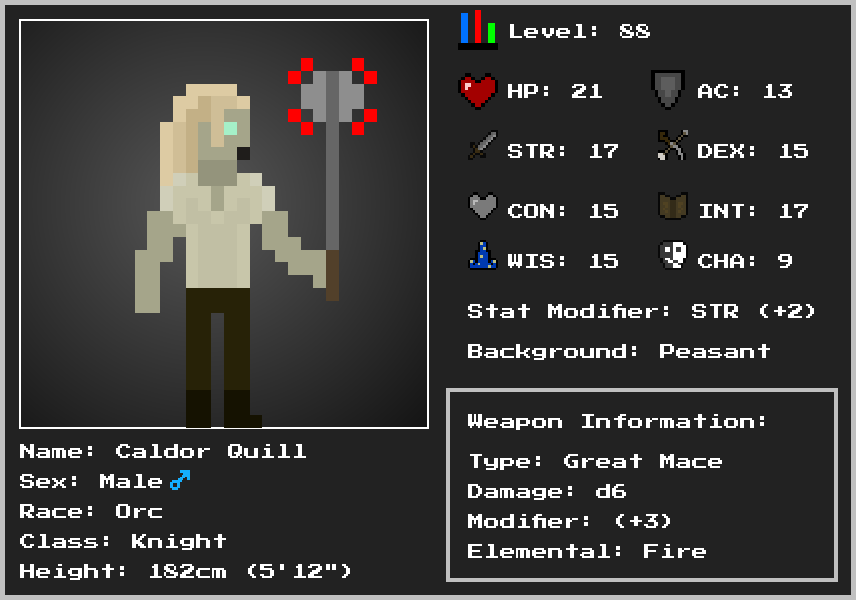 Level: 88
HP: 21
AC: 13
STR: 17
DEX: 15
CON: 15
INT: 17
WIS: 15
CHA: 9
Stat Modifier: STR (+2)
Background: Peasant
Weapon Information:
Type: Great Mace
Damage: d6
Modifier: (+3)
Elemental: Fire
Name: Caldor Quill
Sex: Male ♂
Race: Orc
Class: Knight
Height: 182cm (5'12")